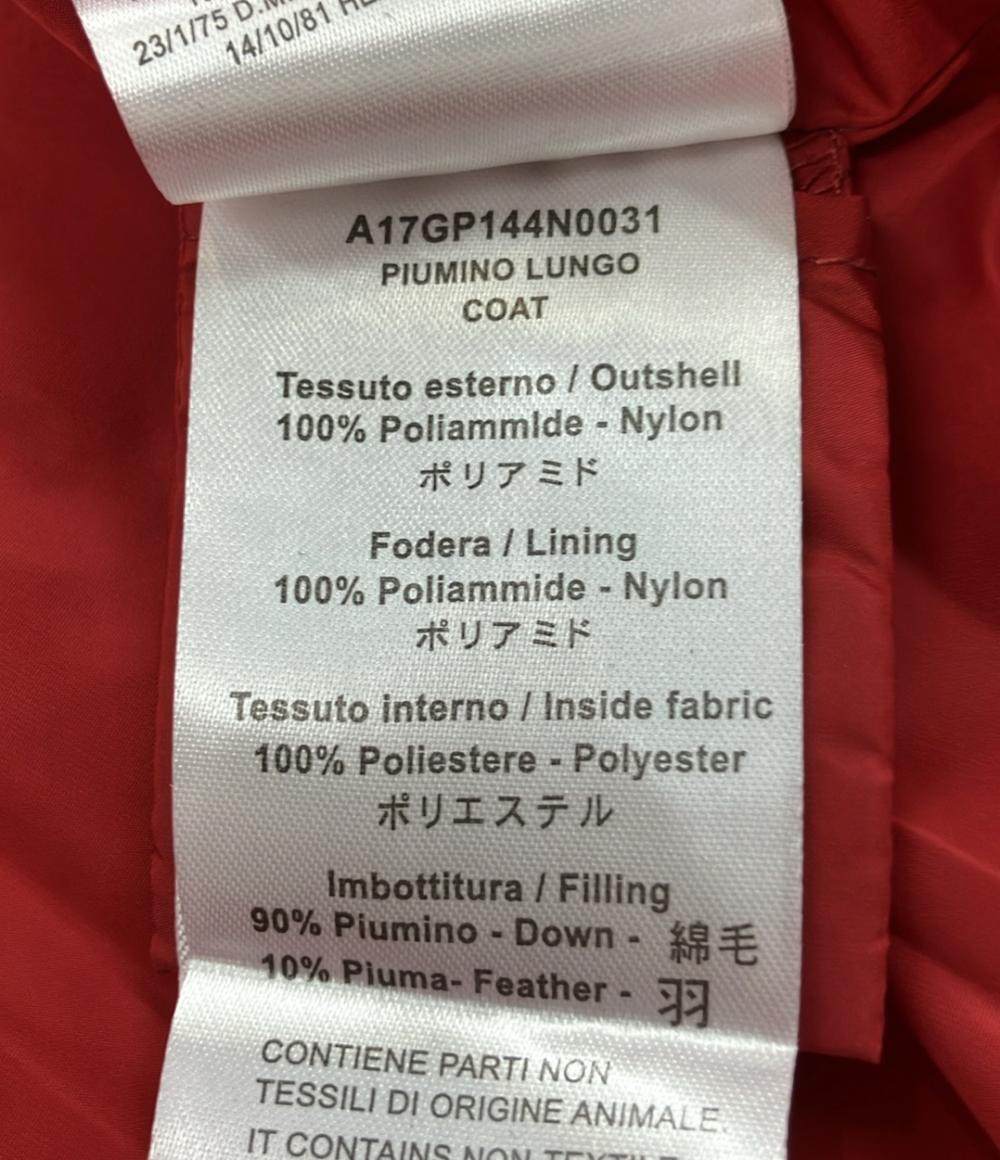 23/1/75 D.M
14/10/81
A17GP144N0031
PIUMINO LUNGO
COAT
Tessuto esterno / Outshell
100% Poliammide - Nylon
ポリアミド
Fodera / Lining
100% Poliammide - Nylon
ポリアミド
Tessuto interno / Inside fabric
100% Poliestere - Polyester
ポリエステル
Imbottitura / Filling
90% Piumino - Down - 綿毛
10% Piuma- Feather - 羽
CONTIENE PARTI NON
TESSILI DI ORIGINE ANIMALE.
IT CONTAINS NON TEXTILE